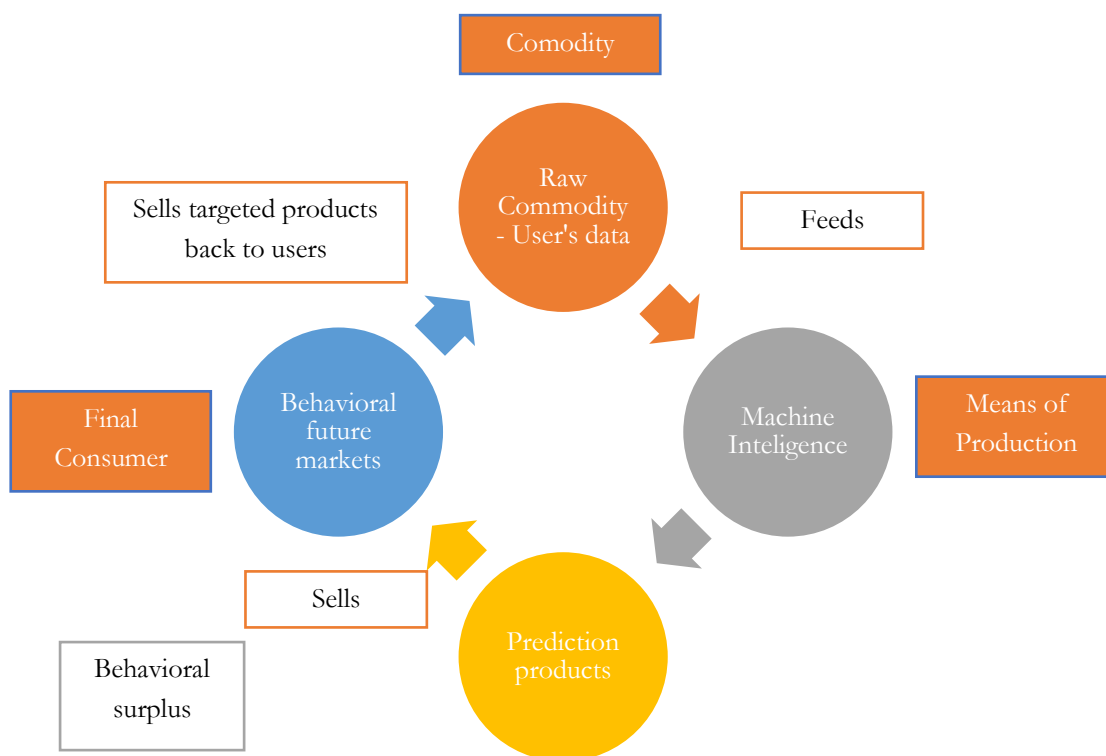 Comodity
Raw
Commodity
- User's data
Sells targeted products
back to users
Feeds
Final
Consumer
Behavioral
future
markets
Machine
Inteligence
Means of
Production
Sells
Prediction
products
Behavioral
surplus